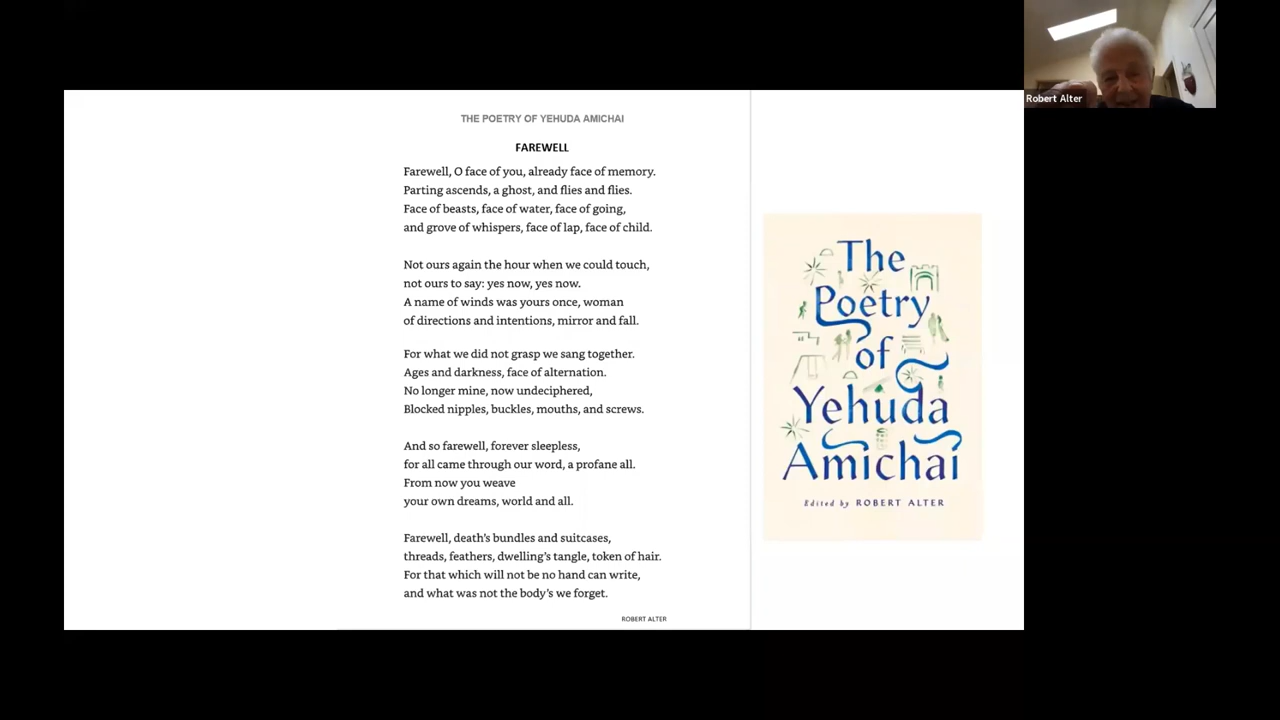 THE POETRY OF YEHUDA AMICHAI
FAREWELL
Farewell, O face of you, already face of memory.
Parting ascends, a ghost, and flies and flies.
Face of beasts, face of water, face of going,
and grove of whispers, face of lap, face of child.
Not ours again the hour when we could touch,
not ours to say: yes now, yes now.
A name of winds was yours once, woman
of directions and intentions, mirror and fall.
For what we did not grasp we sang together.
Ages and darkness, face of alternation.
No longer mine, now undeciphered,
Blocked nipples, buckles, mouths, and screws.
And so farewell, forever sleepless,
for all came through our word, a profane all.
From now you weave
your own dreams, world and all.
Farewell, death's bundles and suitcases,
threads, feathers, dwelling's tangle, token of hair.
For that which will not be no hand can write,
and what was not the body's we forget.
ROBERT ALTER
The
Poetry
of
Yehuda
Amichai
Edited by ROBERT ALTER
Robert Alter